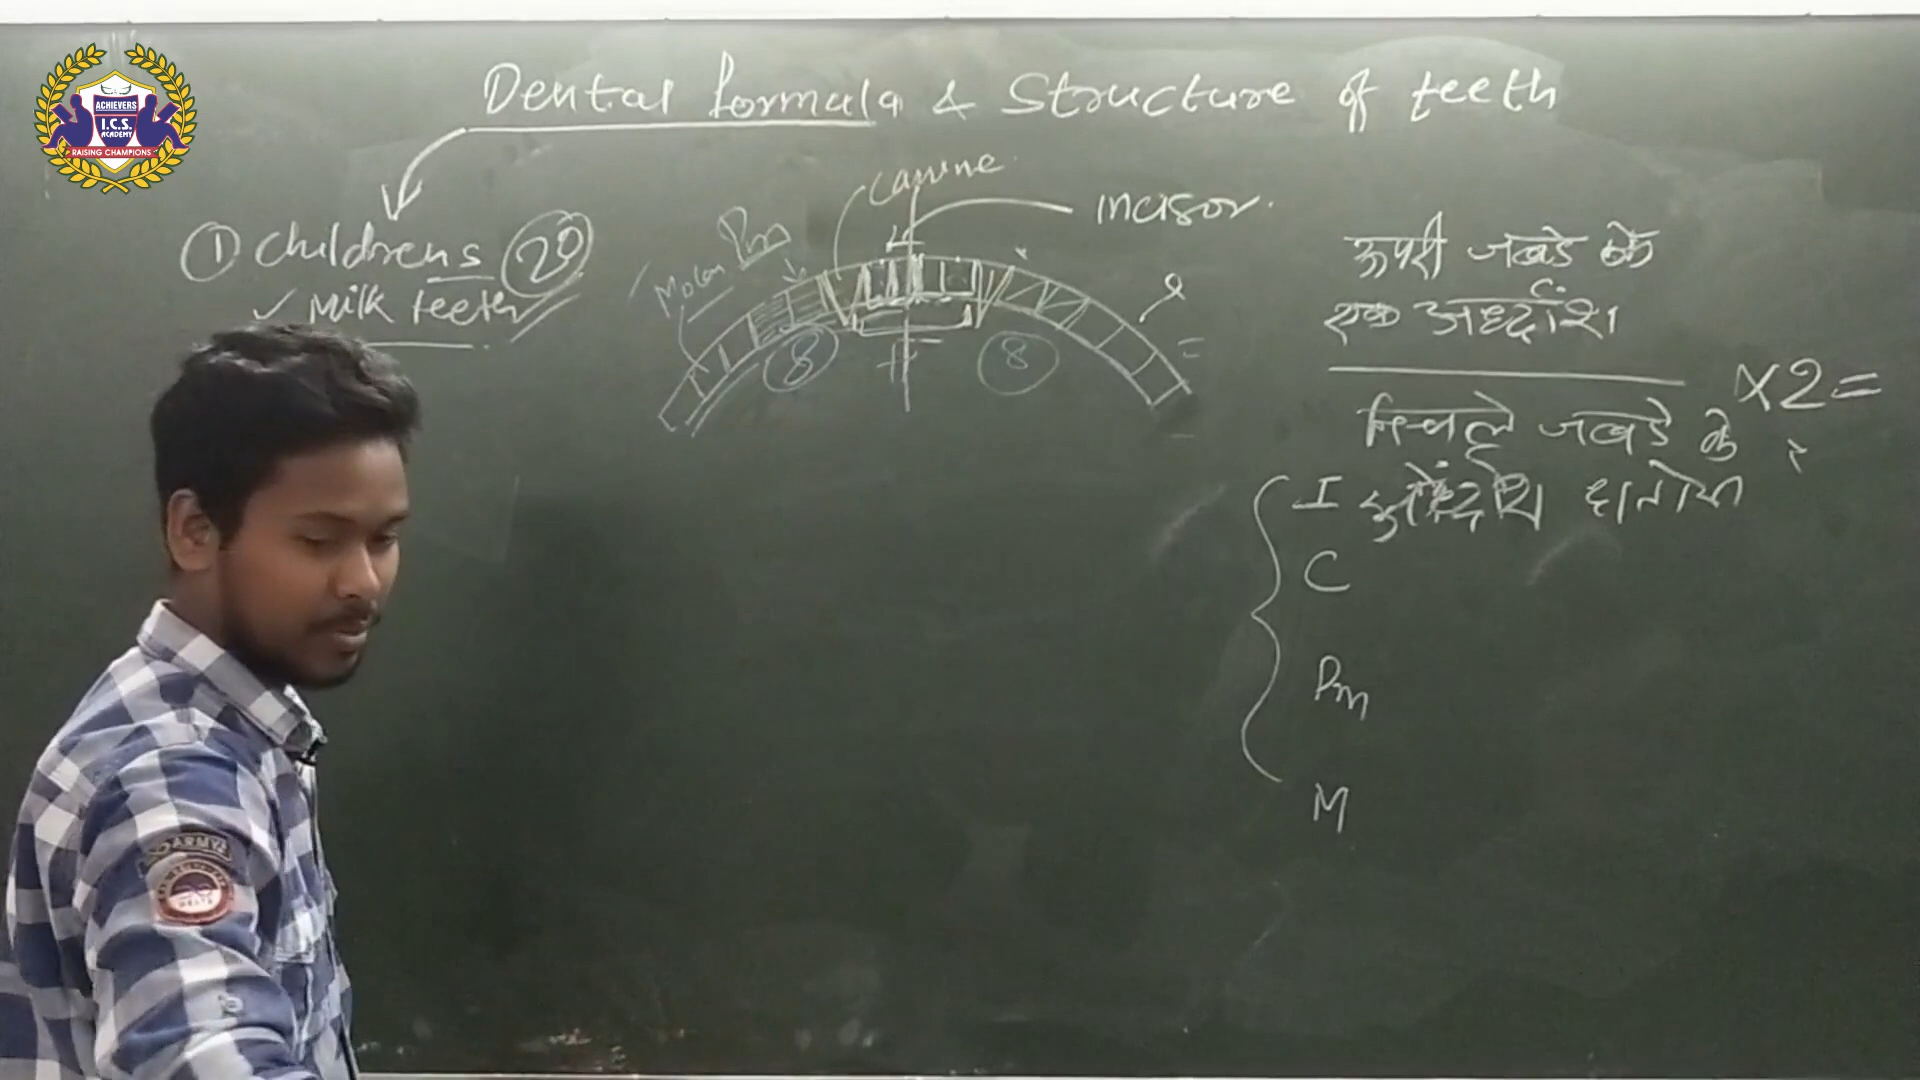 ACHIEVERS
I.C.S.
ACADEMY
RAISING CHAMPIONS
Dental formula & Structure of teeth
① Childrens 20
✓ Milk teeth
Canine
incisor.
Pm
Molar
8
8
ऊपरी जबडे के
एक अर्द्धांश
×2=
निचले जबडे के
I
C
Pm
M
ARMY